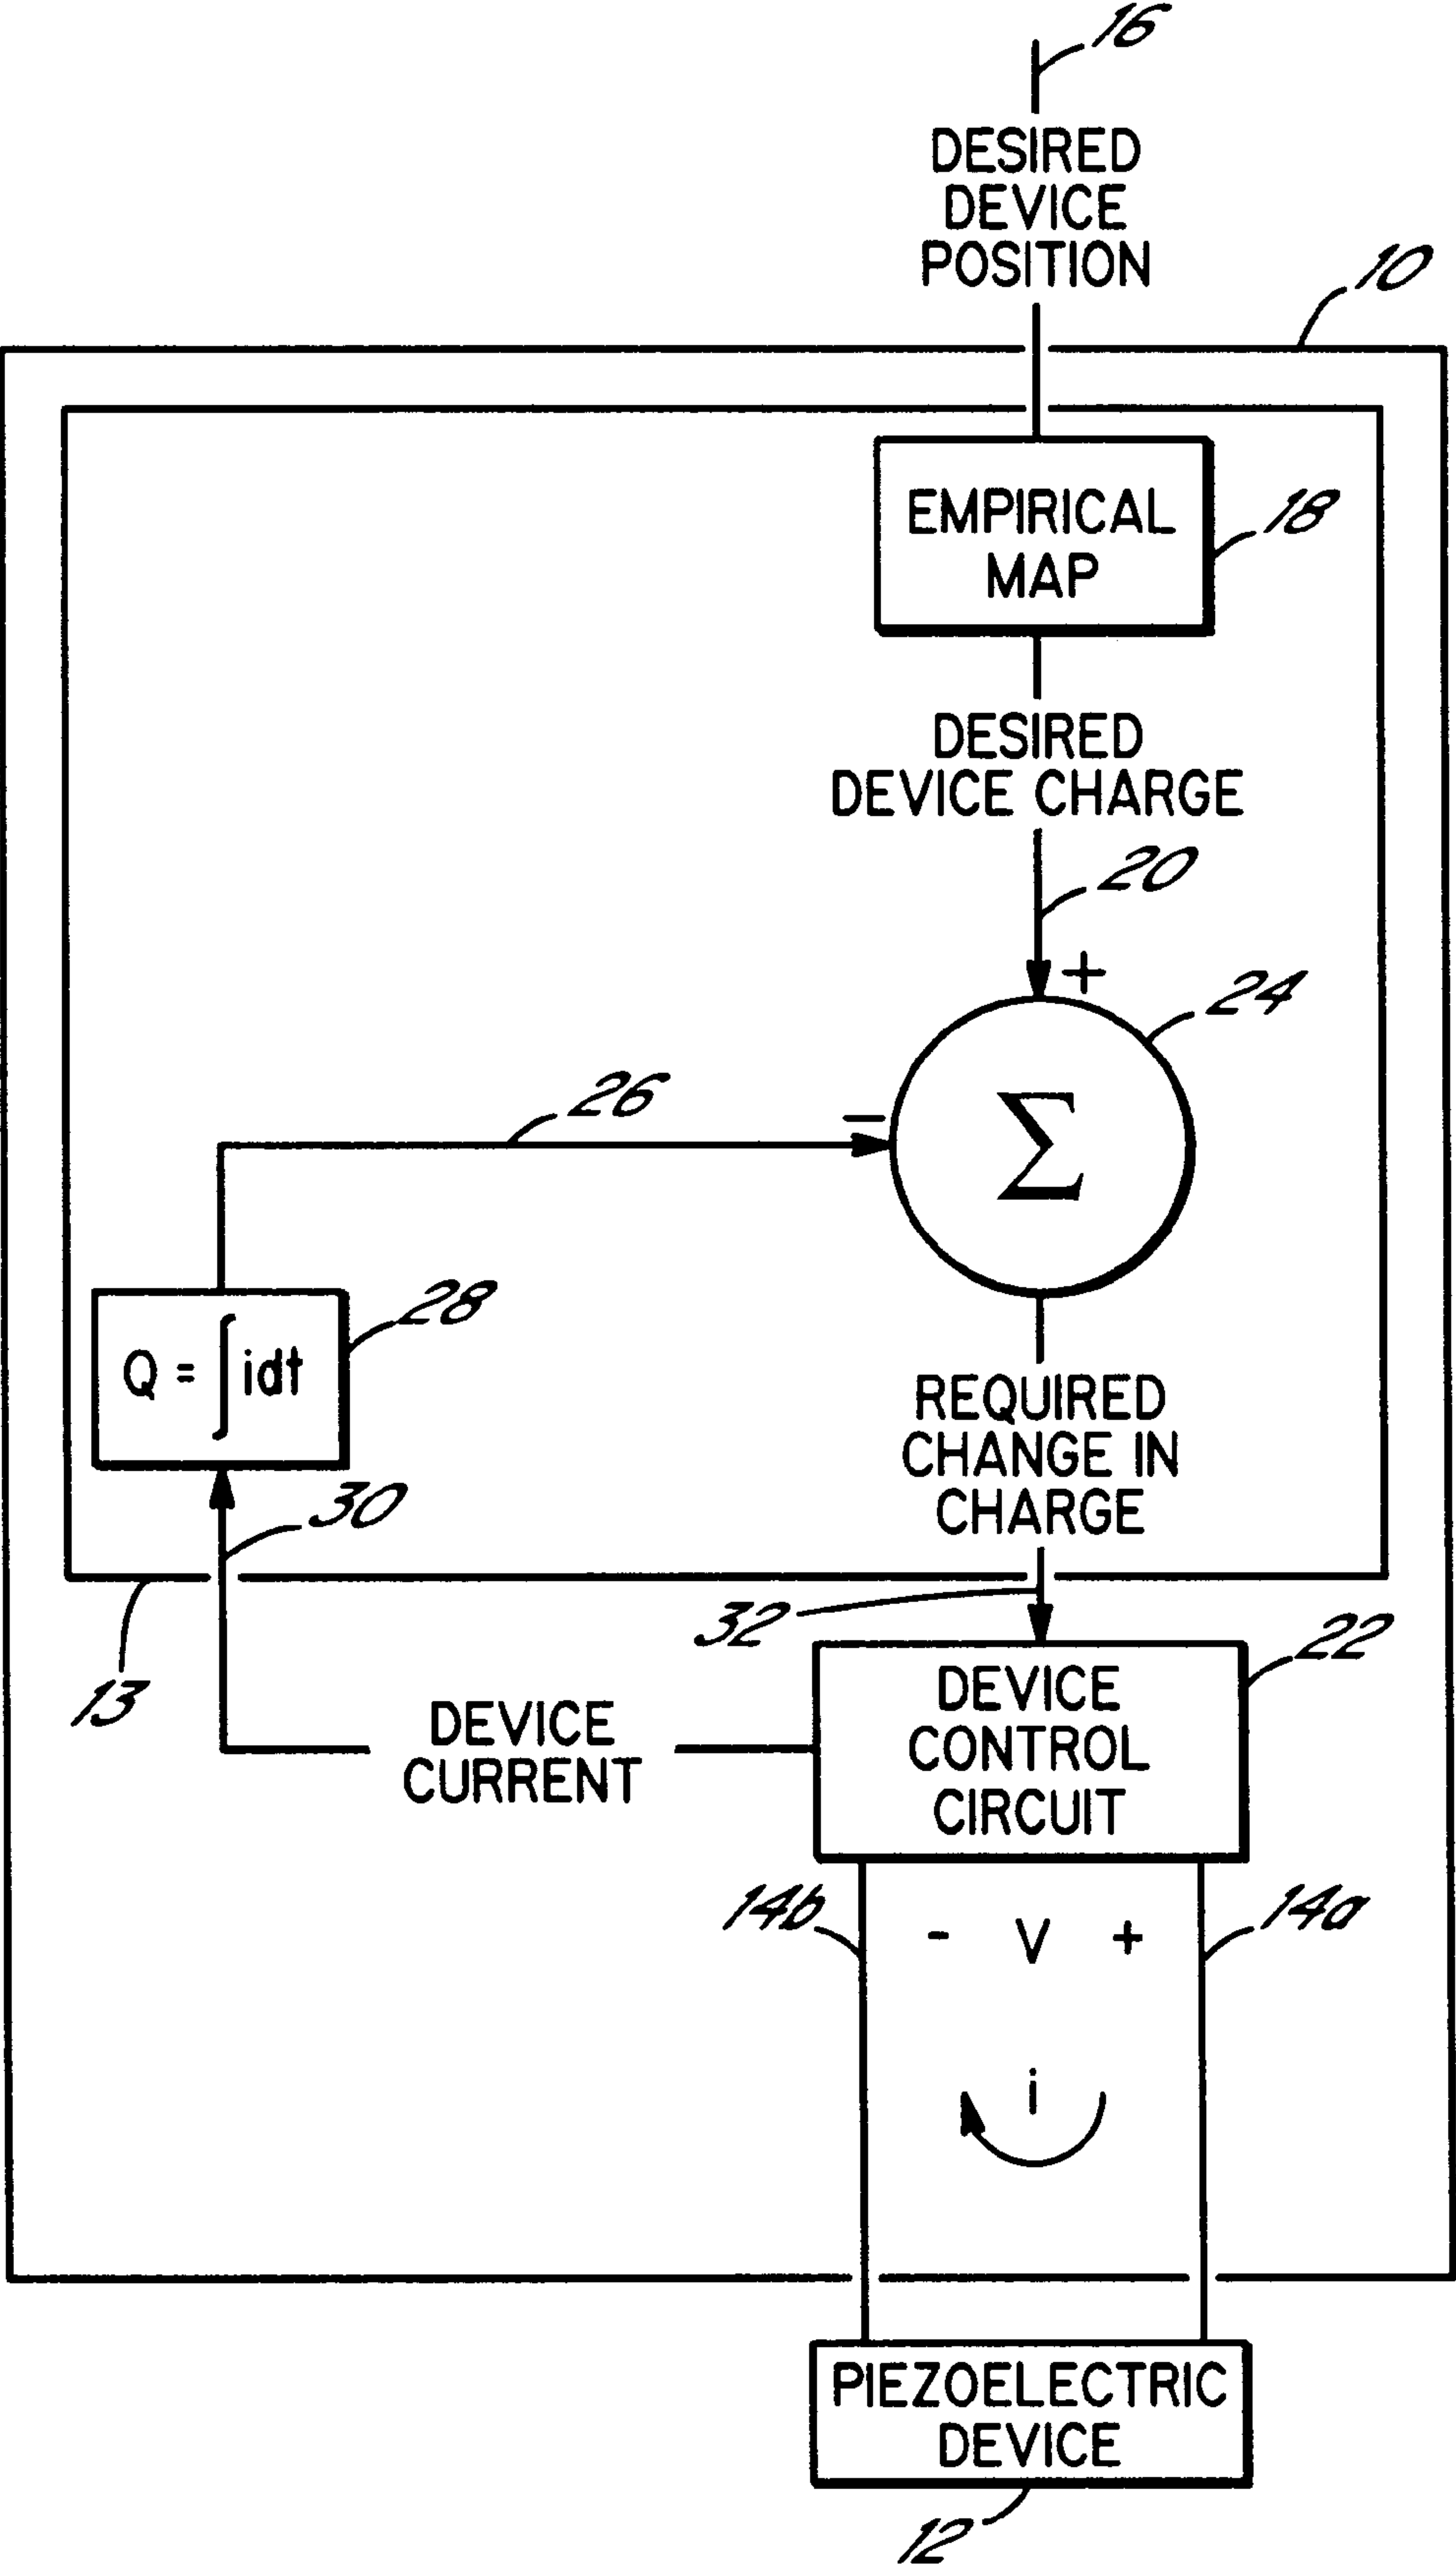 16
DESIRED
DEVICE
POSITION
10
EMPIRICAL
MAP
18
DESIRED
DEVICE CHARGE
20
+
24
26
−
Σ
28
Q = ∫idt
REQUIRED
CHANGE IN
CHARGE
30
32
13
22
DEVICE
CONTROL
CIRCUIT
DEVICE
CURRENT
14b
- V +
14a
i
PIEZOELECTRIC
DEVICE
12